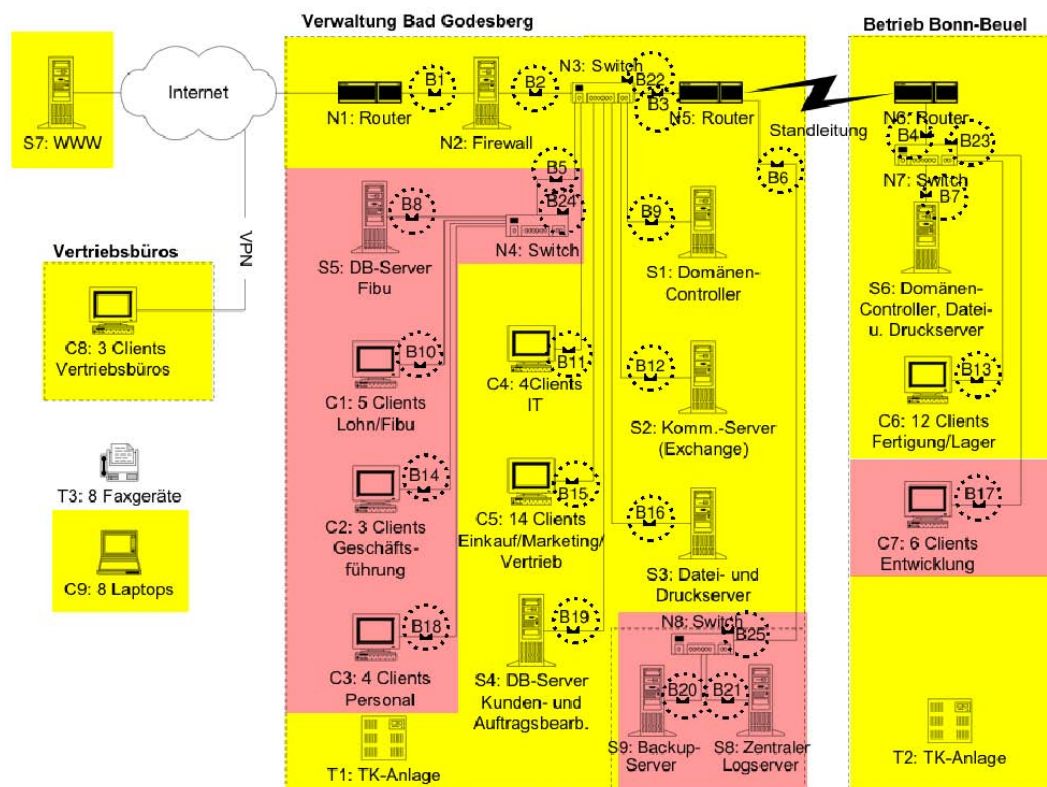 Verwaltung Bad Godesberg
Betrieb Bonn-Beuel
Internet
S7: WWW
N1: Router
B1
N2: Firewall
B2
N3: Switch
B22
B3
N5: Router
Standleitung
N6: Router
B4
B23
N7: Switch
B7
B6
B5
B24
B8
N4: Switch
S5: DB-Server
Fibu
B9
S1: Domänen-
Controller
S6: Domänen-
Controller, Datei-
u. Druckserver
VPN
Vertriebsbüros
C8: 3 Clients
Vertriebsbüros
B10
C1: 5 Clients
Lohn/Fibu
B11
C4: 4Clients
IT
B12
S2: Komm.-Server
(Exchange)
B13
C6: 12 Clients
Fertigung/Lager
T3: 8 Faxgeräte
C9: 8 Laptops
B14
C2: 3 Clients
Geschäfts-
führung
B15
C5: 14 Clients
Einkauf/Marketing/
Vertrieb
B16
S3: Datei- und
Druckserver
B17
C7: 6 Clients
Entwicklung
B18
C3: 4 Clients
Personal
B19
S4: DB-Server
Kunden- und
Auftragsbearb.
N8: Switch
B25
B20
B21
S9: Backup-
Server
S8: Zentraler
Logserver
T1: TK-Anlage
T2: TK-Anlage